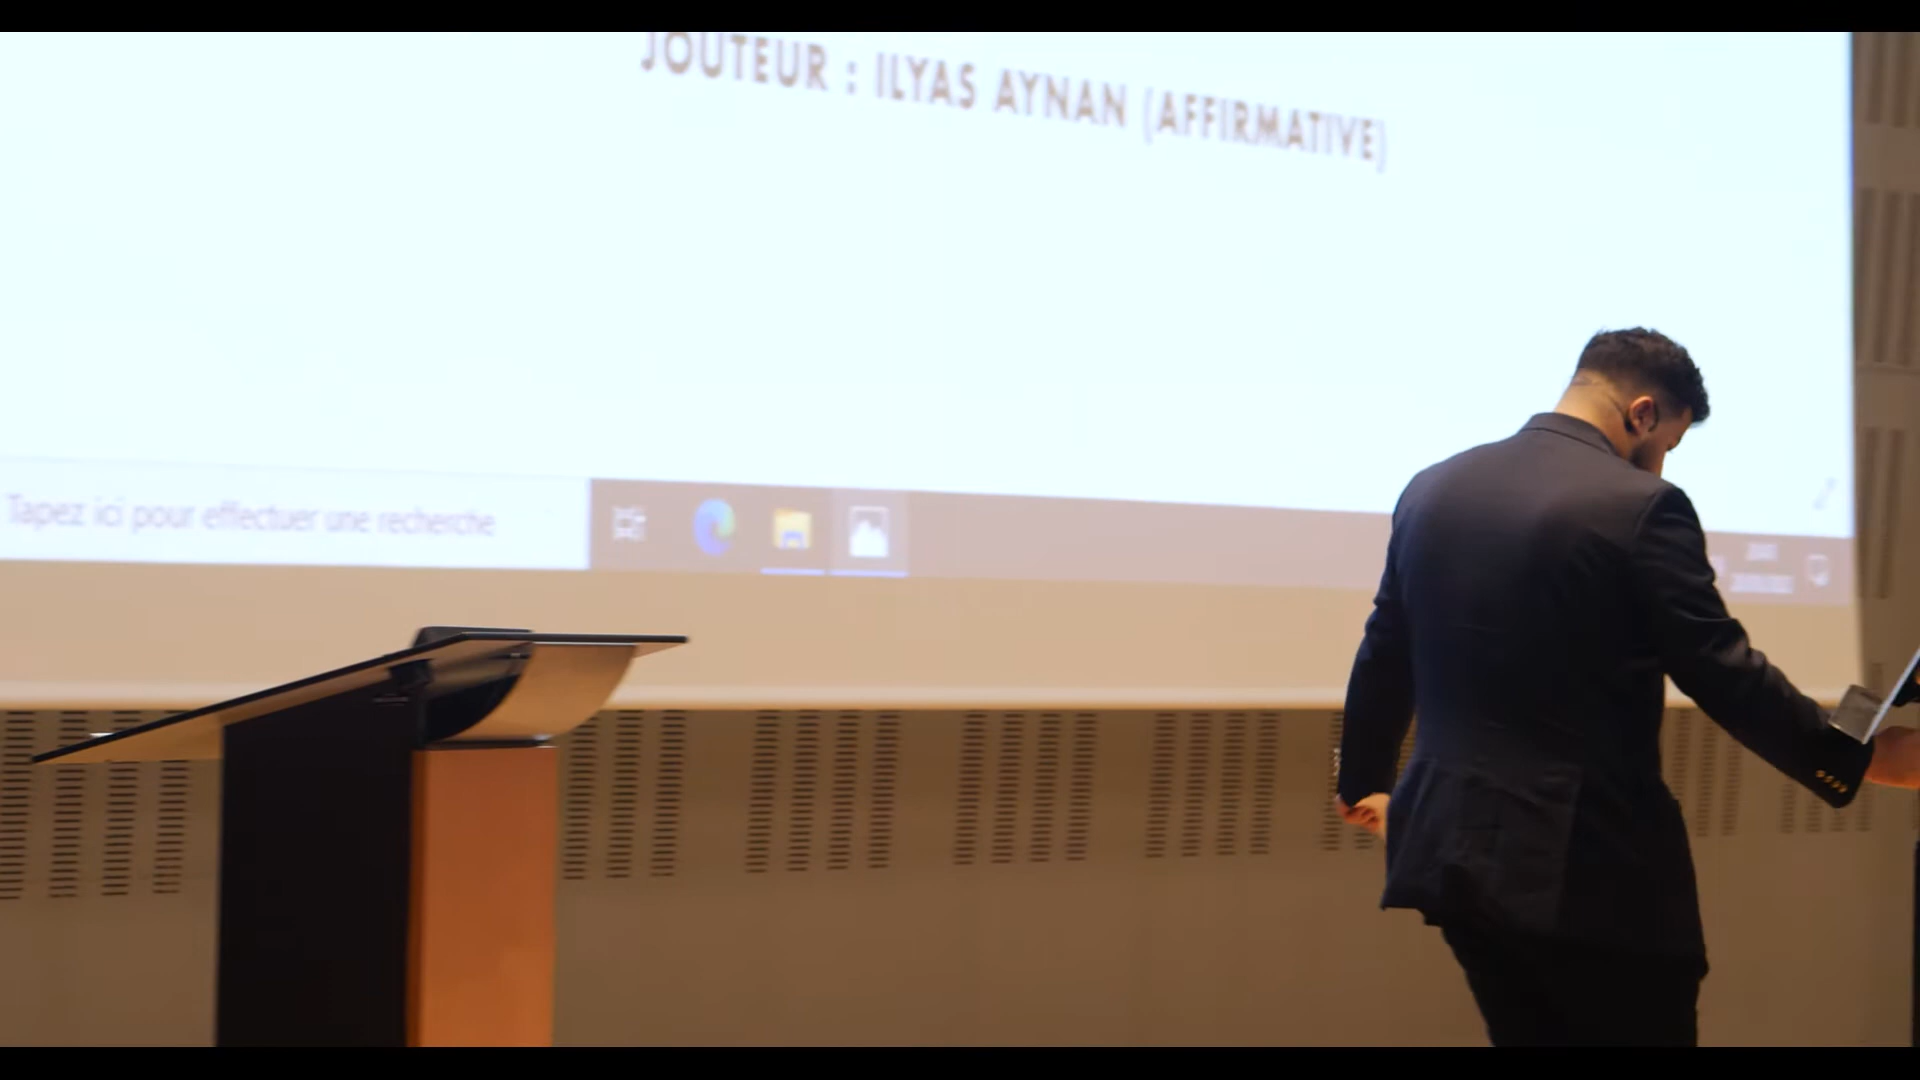 JOUTEUR : ILYAS AYNAN (AFFIRMATIVE)
Tapez ici pour effectuer une recherche